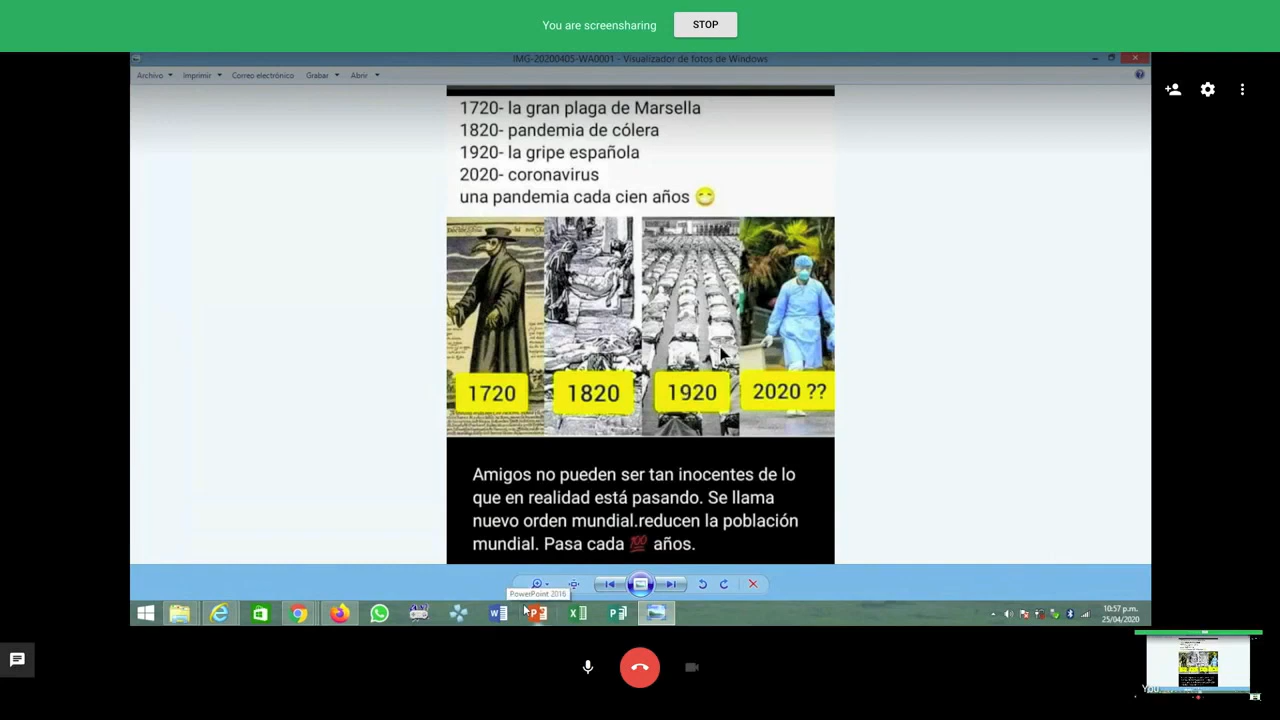 You are screensharing
STOP
IMG-20200405-WA0001 - Visualizador de fotos de Windows
Archivo
Imprimir
Correo electrónico
Grabar
Abrir
1720- la gran plaga de Marsella
1820- pandemia de cólera
1920- la gripe española
2020- coronavirus
una pandemia cada cien años
1720
1820
1920
2020 ??
Amigos no pueden ser tan inocentes de lo
que en realidad está pasando. Se llama
nuevo orden mundial.reducen la población
mundial. Pasa cada 💯 años.
PowerPoint 2016
10:57 p.m.
25/04/2020
You